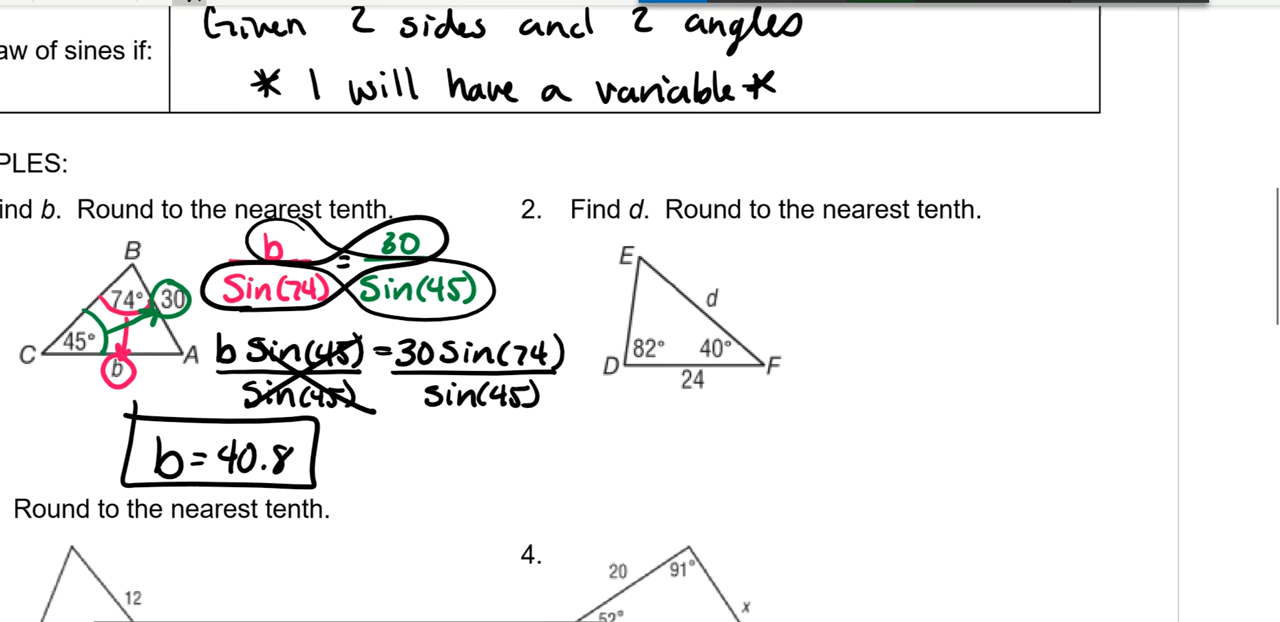 Given 2 sides and 2 angles
aw of sines if:
* 1 will have a variable *
PLES:
ind b. Round to the nearest tenth.
B
74°
30
45°
C
A
b
b = 30
Sin(74) Sin(45)
b Sin(45) = 30 Sin(74)
Sin(45) sin(45)
b = 40.8
2. Find d. Round to the nearest tenth.
E
d
82° 40°
D
F
24
Round to the nearest tenth.
12
4.
20
91°
52°
x